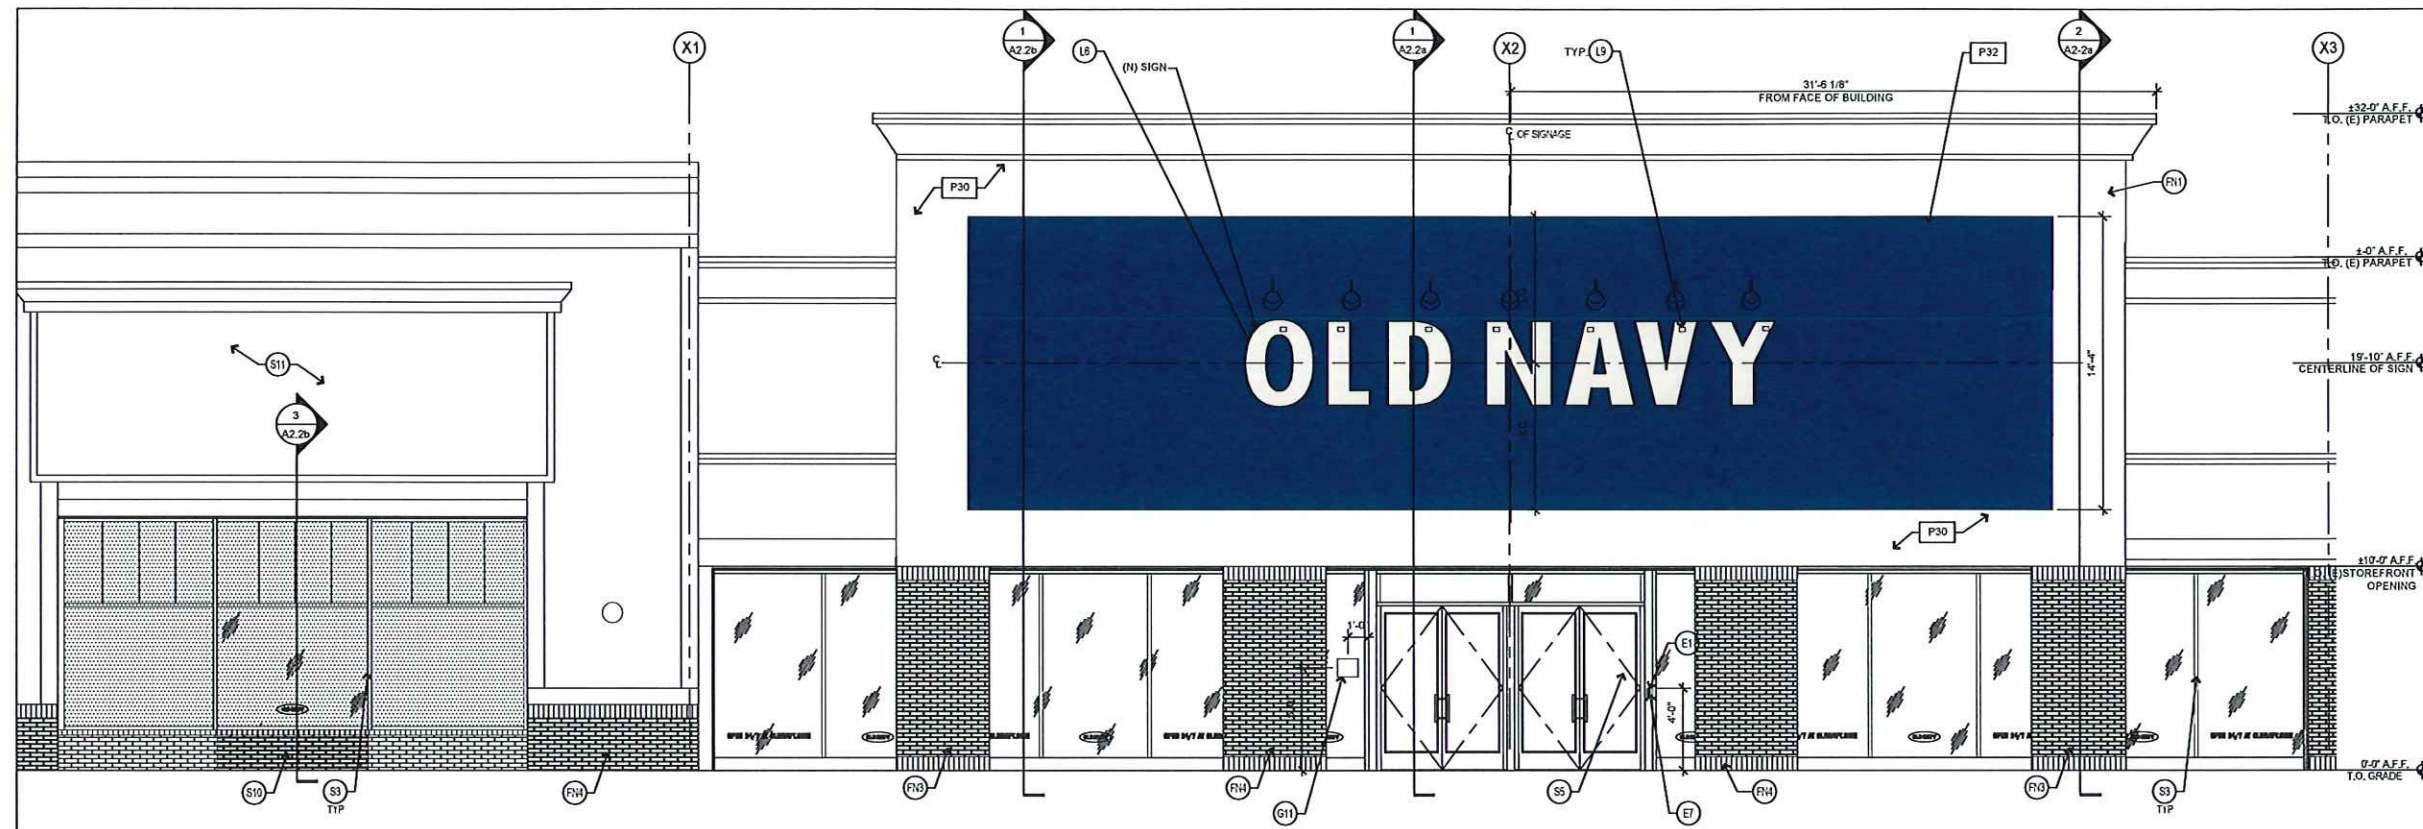 X1
1
A2.2b
L6
(N) SIGN
1
A2.2a
X2
TYP. L9
2
A2-2a
P32
X3
31'-6 1/8"
FROM FACE OF BUILDING
±32-0" A.F.F.
T.O. (E) PARAPET
℄ OF SIGNAGE
P30
FN1
±-0" A.F.F.
T.O. (E) PARAPET
OLD NAVY
℄
14'-4"
19'-10" A.F.F.
CENTERLINE OF SIGN
S11
3
A2.2b
P30
±10'-0" A.F.F.
STOREFRONT
OPENING
1'-0
E1
4'-0"
0'-0" A.F.F.
T.O. GRADE
S10
S3
TYP
FN4
FN3
FN4
G11
S5
E7
FN4
FN3
S3
TYP